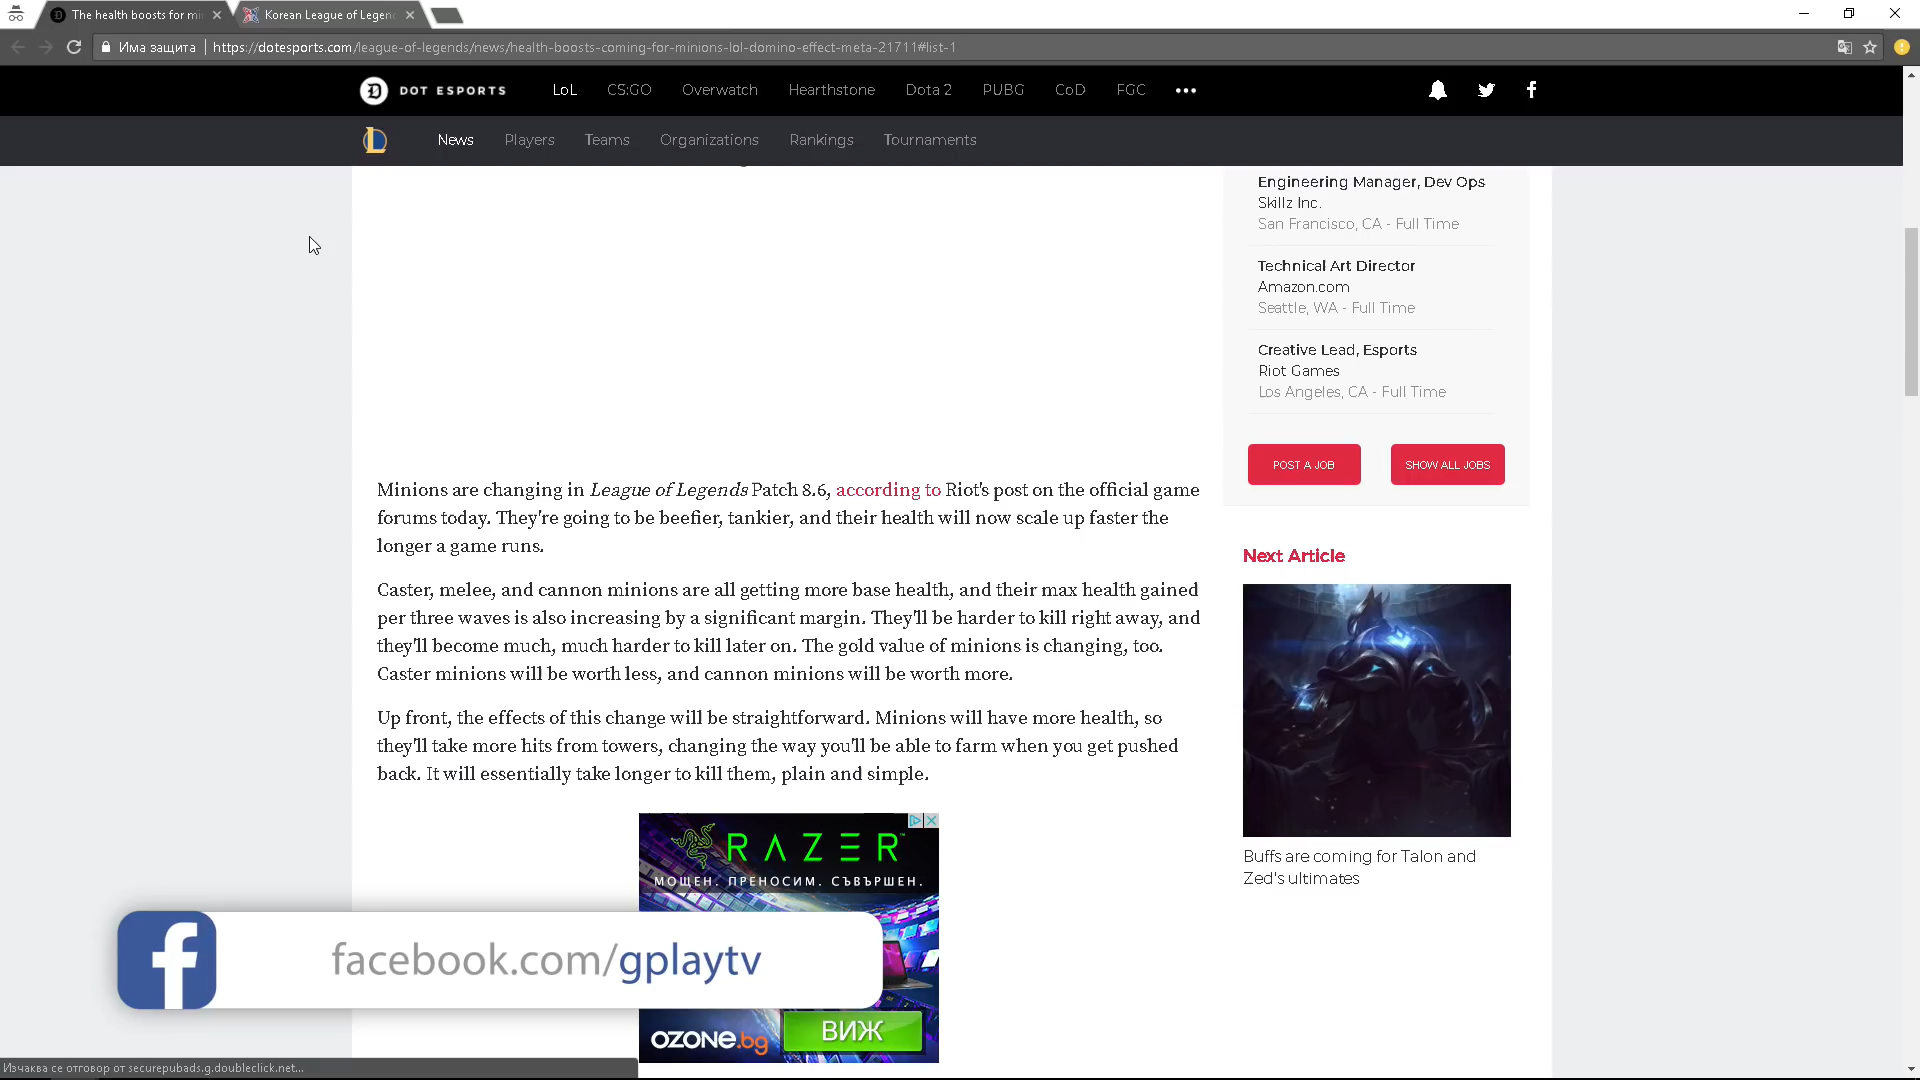 The health boosts for mi
Korean League of Legen
Има защита
https://dotesports.com/league-of-legends/news/health-boosts-coming-for-minions-lol-domino-effect-meta-21711#list-1
DOT ESPORTS
LoL
CS:GO
Overwatch
Hearthstone
Dota 2
PUBG
CoD
FGC
News
Players
Teams
Organizations
Rankings
Tournaments
Engineering Manager, Dev Ops
Skillz Inc.
San Francisco, CA - Full Time
Technical Art Director
Amazon.com
Seattle, WA - Full Time
Creative Lead, Esports
Riot Games
Los Angeles, CA - Full Time
POST A JOB
SHOW ALL JOBS
Minions are changing in League of Legends Patch 8.6, according to Riot's post on the official game
forums today. They're going to be beefier, tankier, and their health will now scale up faster the
longer a game runs.
Caster, melee, and cannon minions are all getting more base health, and their max health gained
per three waves is also increasing by a significant margin. They'll be harder to kill right away, and
they'll become much, much harder to kill later on. The gold value of minions is changing, too.
Caster minions will be worth less, and cannon minions will be worth more.
Up front, the effects of this change will be straightforward. Minions will have more health, so
they'll take more hits from towers, changing the way you'll be able to farm when you get pushed
back. It will essentially take longer to kill them, plain and simple.
Next Article
Buffs are coming for Talon and
Zed's ultimates
RAZER
МОЩЕН. ПРЕНОСИМ. СЪВЪРШЕН.
facebook.com/gplaytv
OZONE.bg
ВИЖ
Изчаква се отговор от securepubads.g.doubleclick.net...